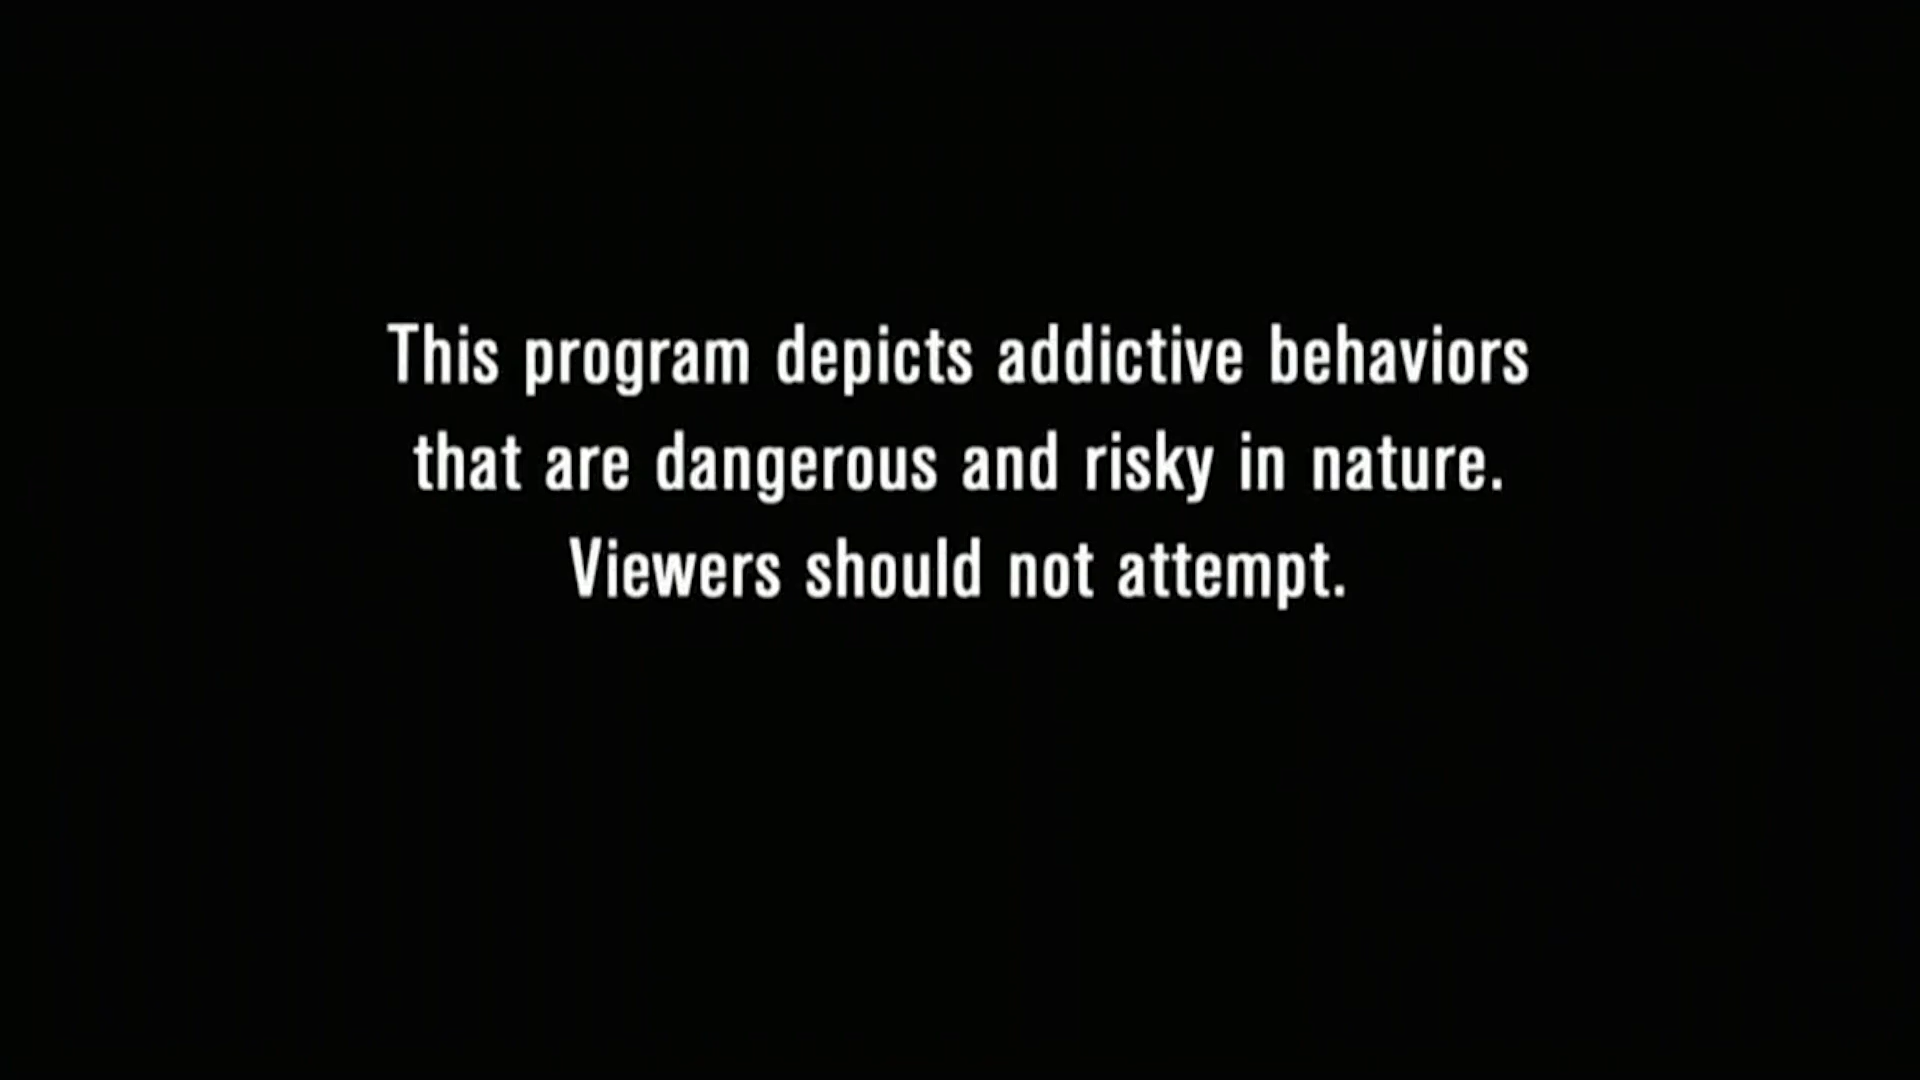 This program depicts addictive behaviors
that are dangerous and risky in nature.
Viewers should not attempt.